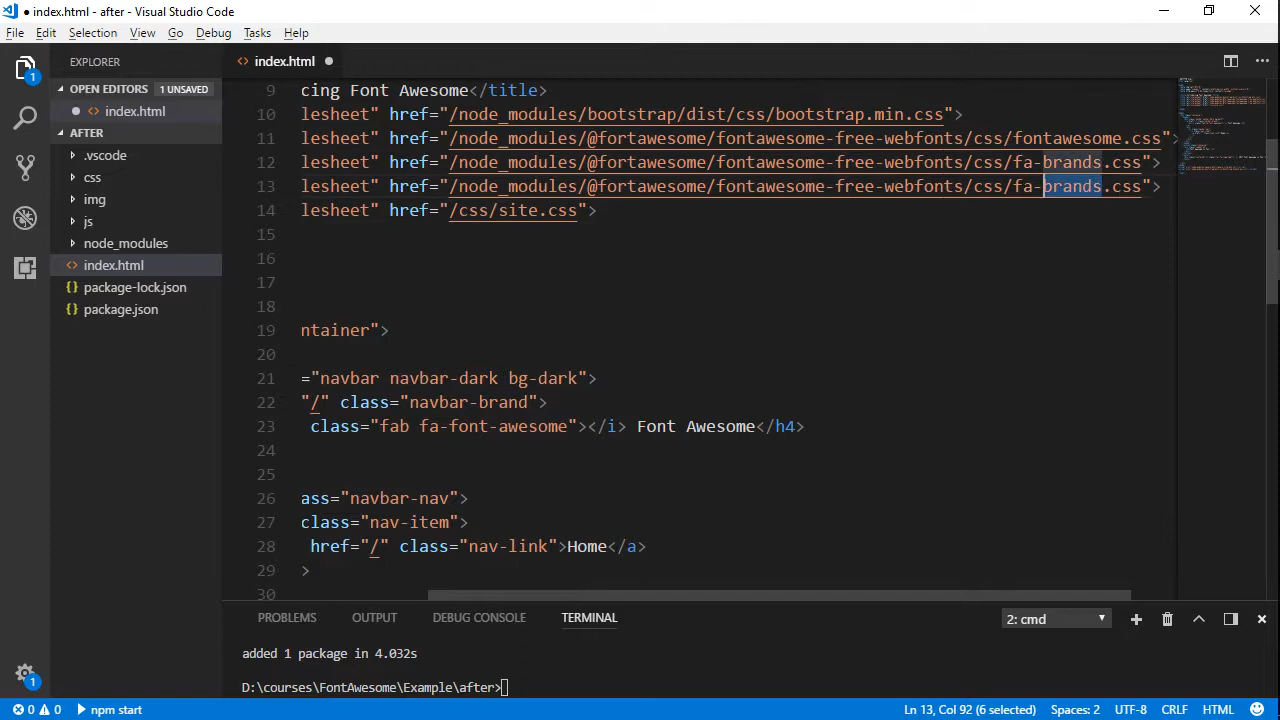 ● index.html - after - Visual Studio Code
File Edit Selection View Go Debug Tasks Help
EXPLORER
OPEN EDITORS 1 UNSAVED
● <> index.html
AFTER
.vscode
css
img
js
node_modules
<> index.html
{} package-lock.json
{} package.json
1
1
<> index.html ●
9 cing Font Awesome</title>
10 lesheet" href="/node_modules/bootstrap/dist/css/bootstrap.min.css">
11 lesheet" href="/node_modules/@fortawesome/fontawesome-free-webfonts/css/fontawesome.css">
12 lesheet" href="/node_modules/@fortawesome/fontawesome-free-webfonts/css/fa-brands.css">
13 lesheet" href="/node_modules/@fortawesome/fontawesome-free-webfonts/css/fa-brands.css">
14 lesheet" href="/css/site.css">
15
16
17
18
19 ntainer">
20
21 ="navbar navbar-dark bg-dark">
22 "/" class="navbar-brand">
23 class="fab fa-font-awesome"></i> Font Awesome</h4>
24
25
26 ass="navbar-nav">
27 class="nav-item">
28 href="/" class="nav-link">Home</a>
29 >
30
PROBLEMS OUTPUT DEBUG CONSOLE TERMINAL 2: cmd
added 1 package in 4.032s
D:\courses\FontAwesome\Example\after>
0 0 npm start Ln 13, Col 92 (6 selected) Spaces: 2 UTF-8 CRLF HTML